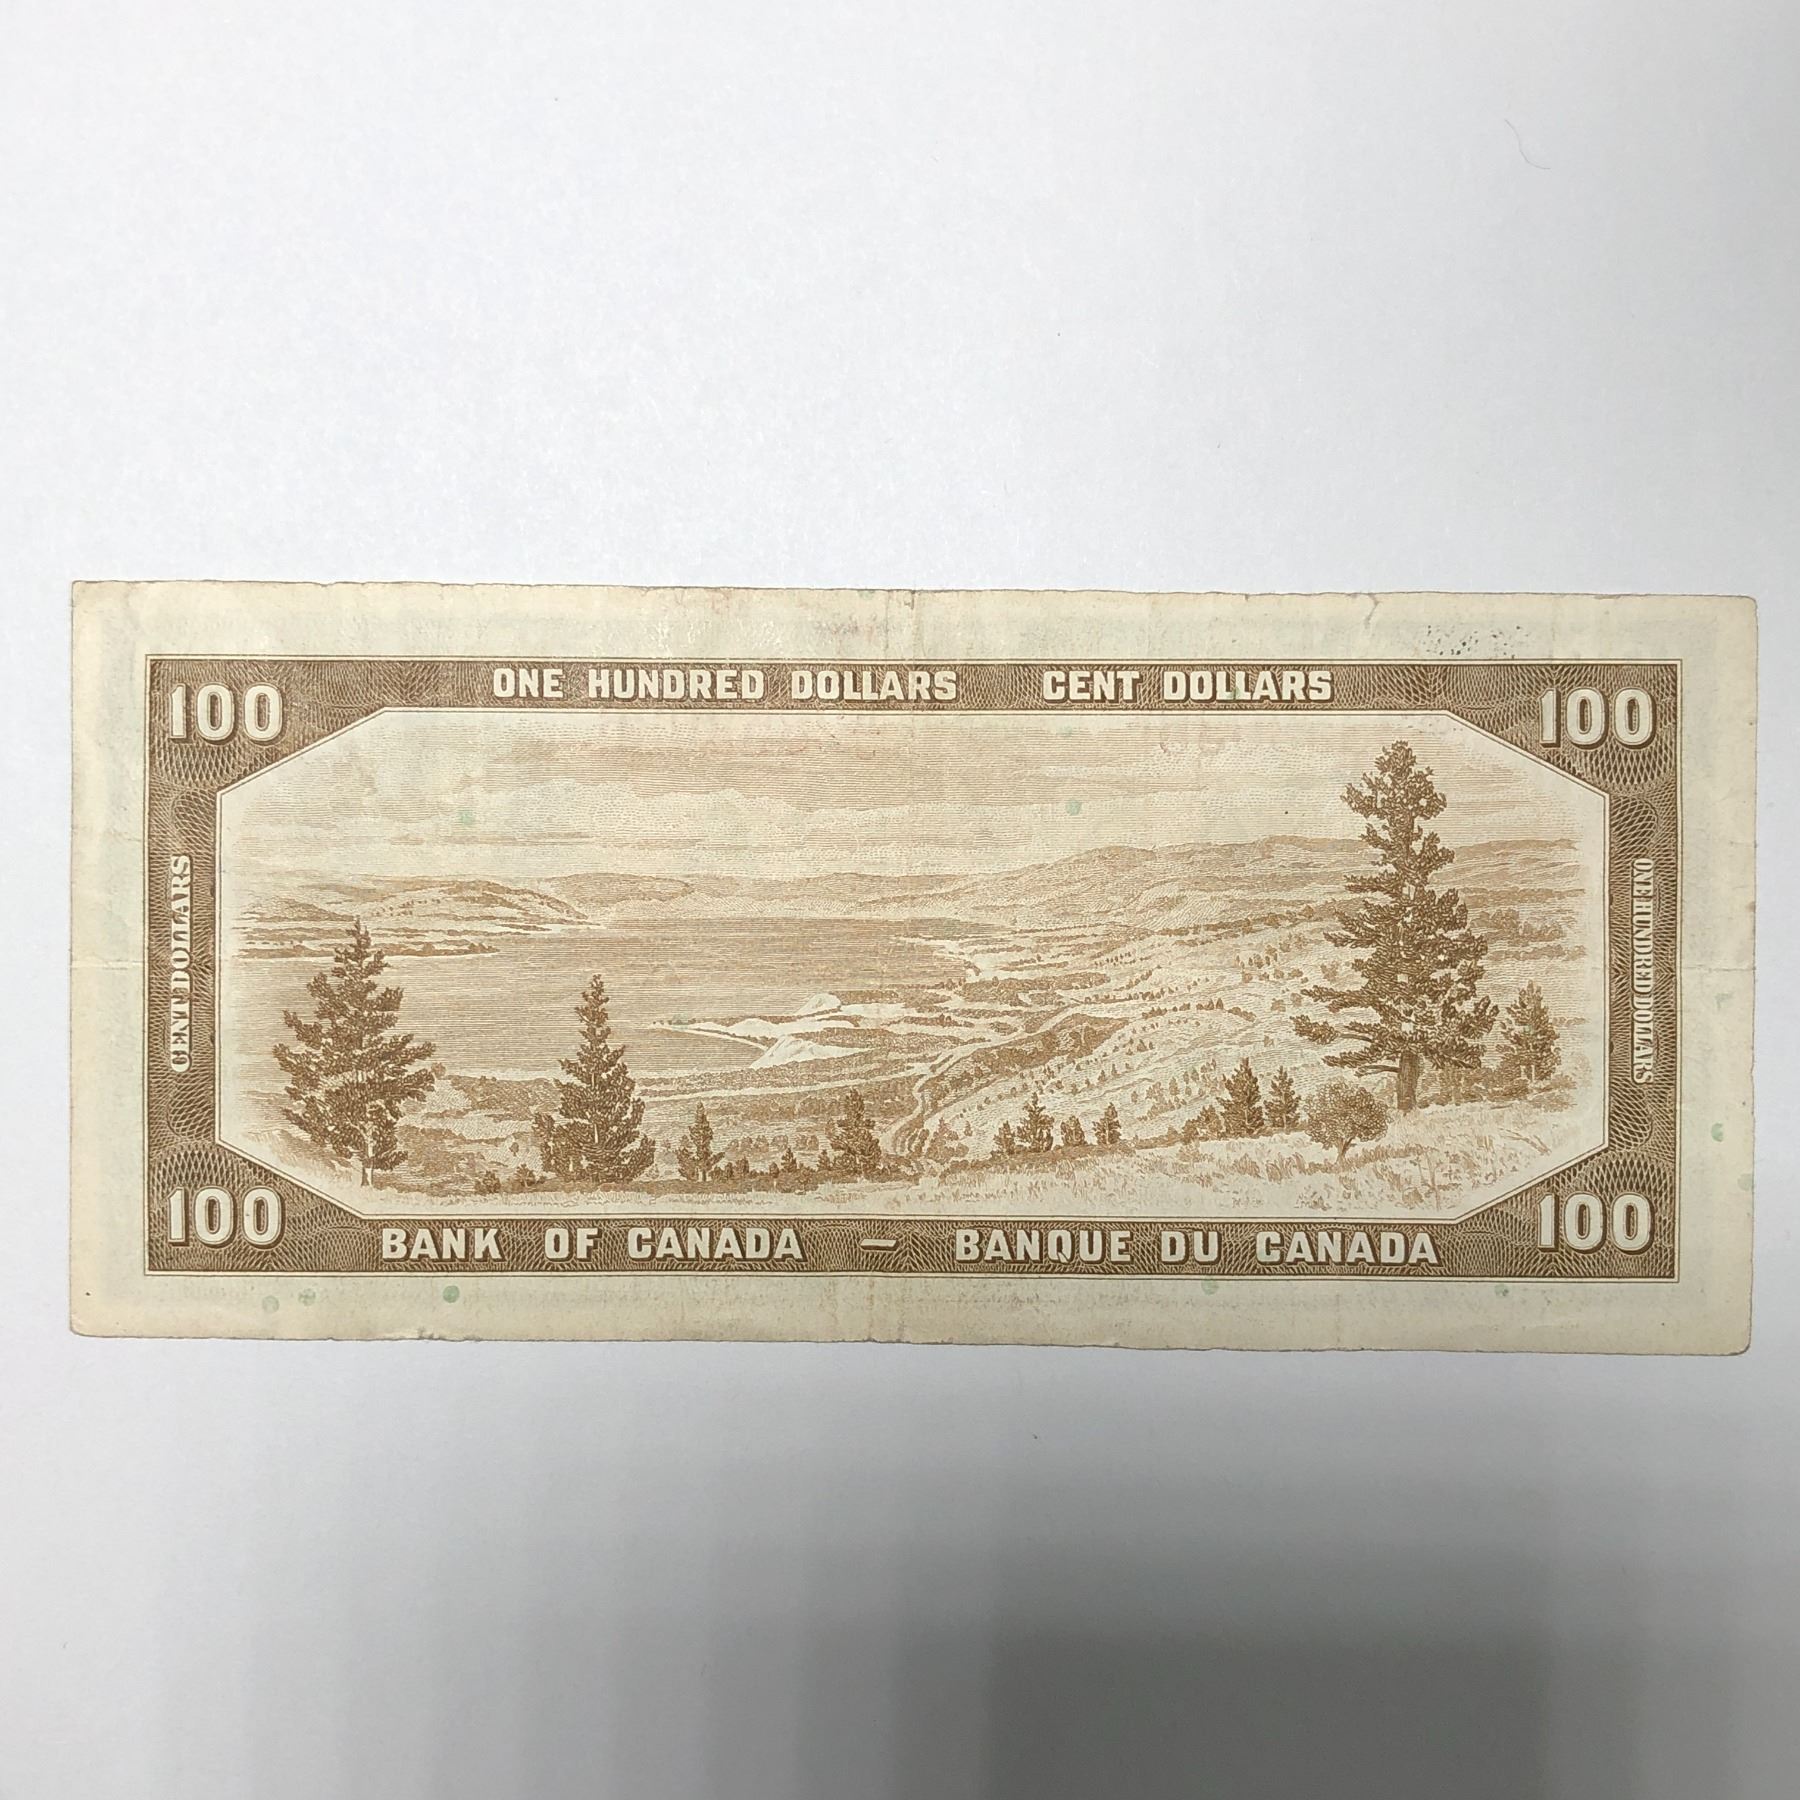 ONE HUNDRED DOLLARS CENT DOLLARS
100
100
CENT DOLLARS
ONE HUNDRED DOLLARS
100
100
BANK OF CANADA — BANQUE DU CANADA